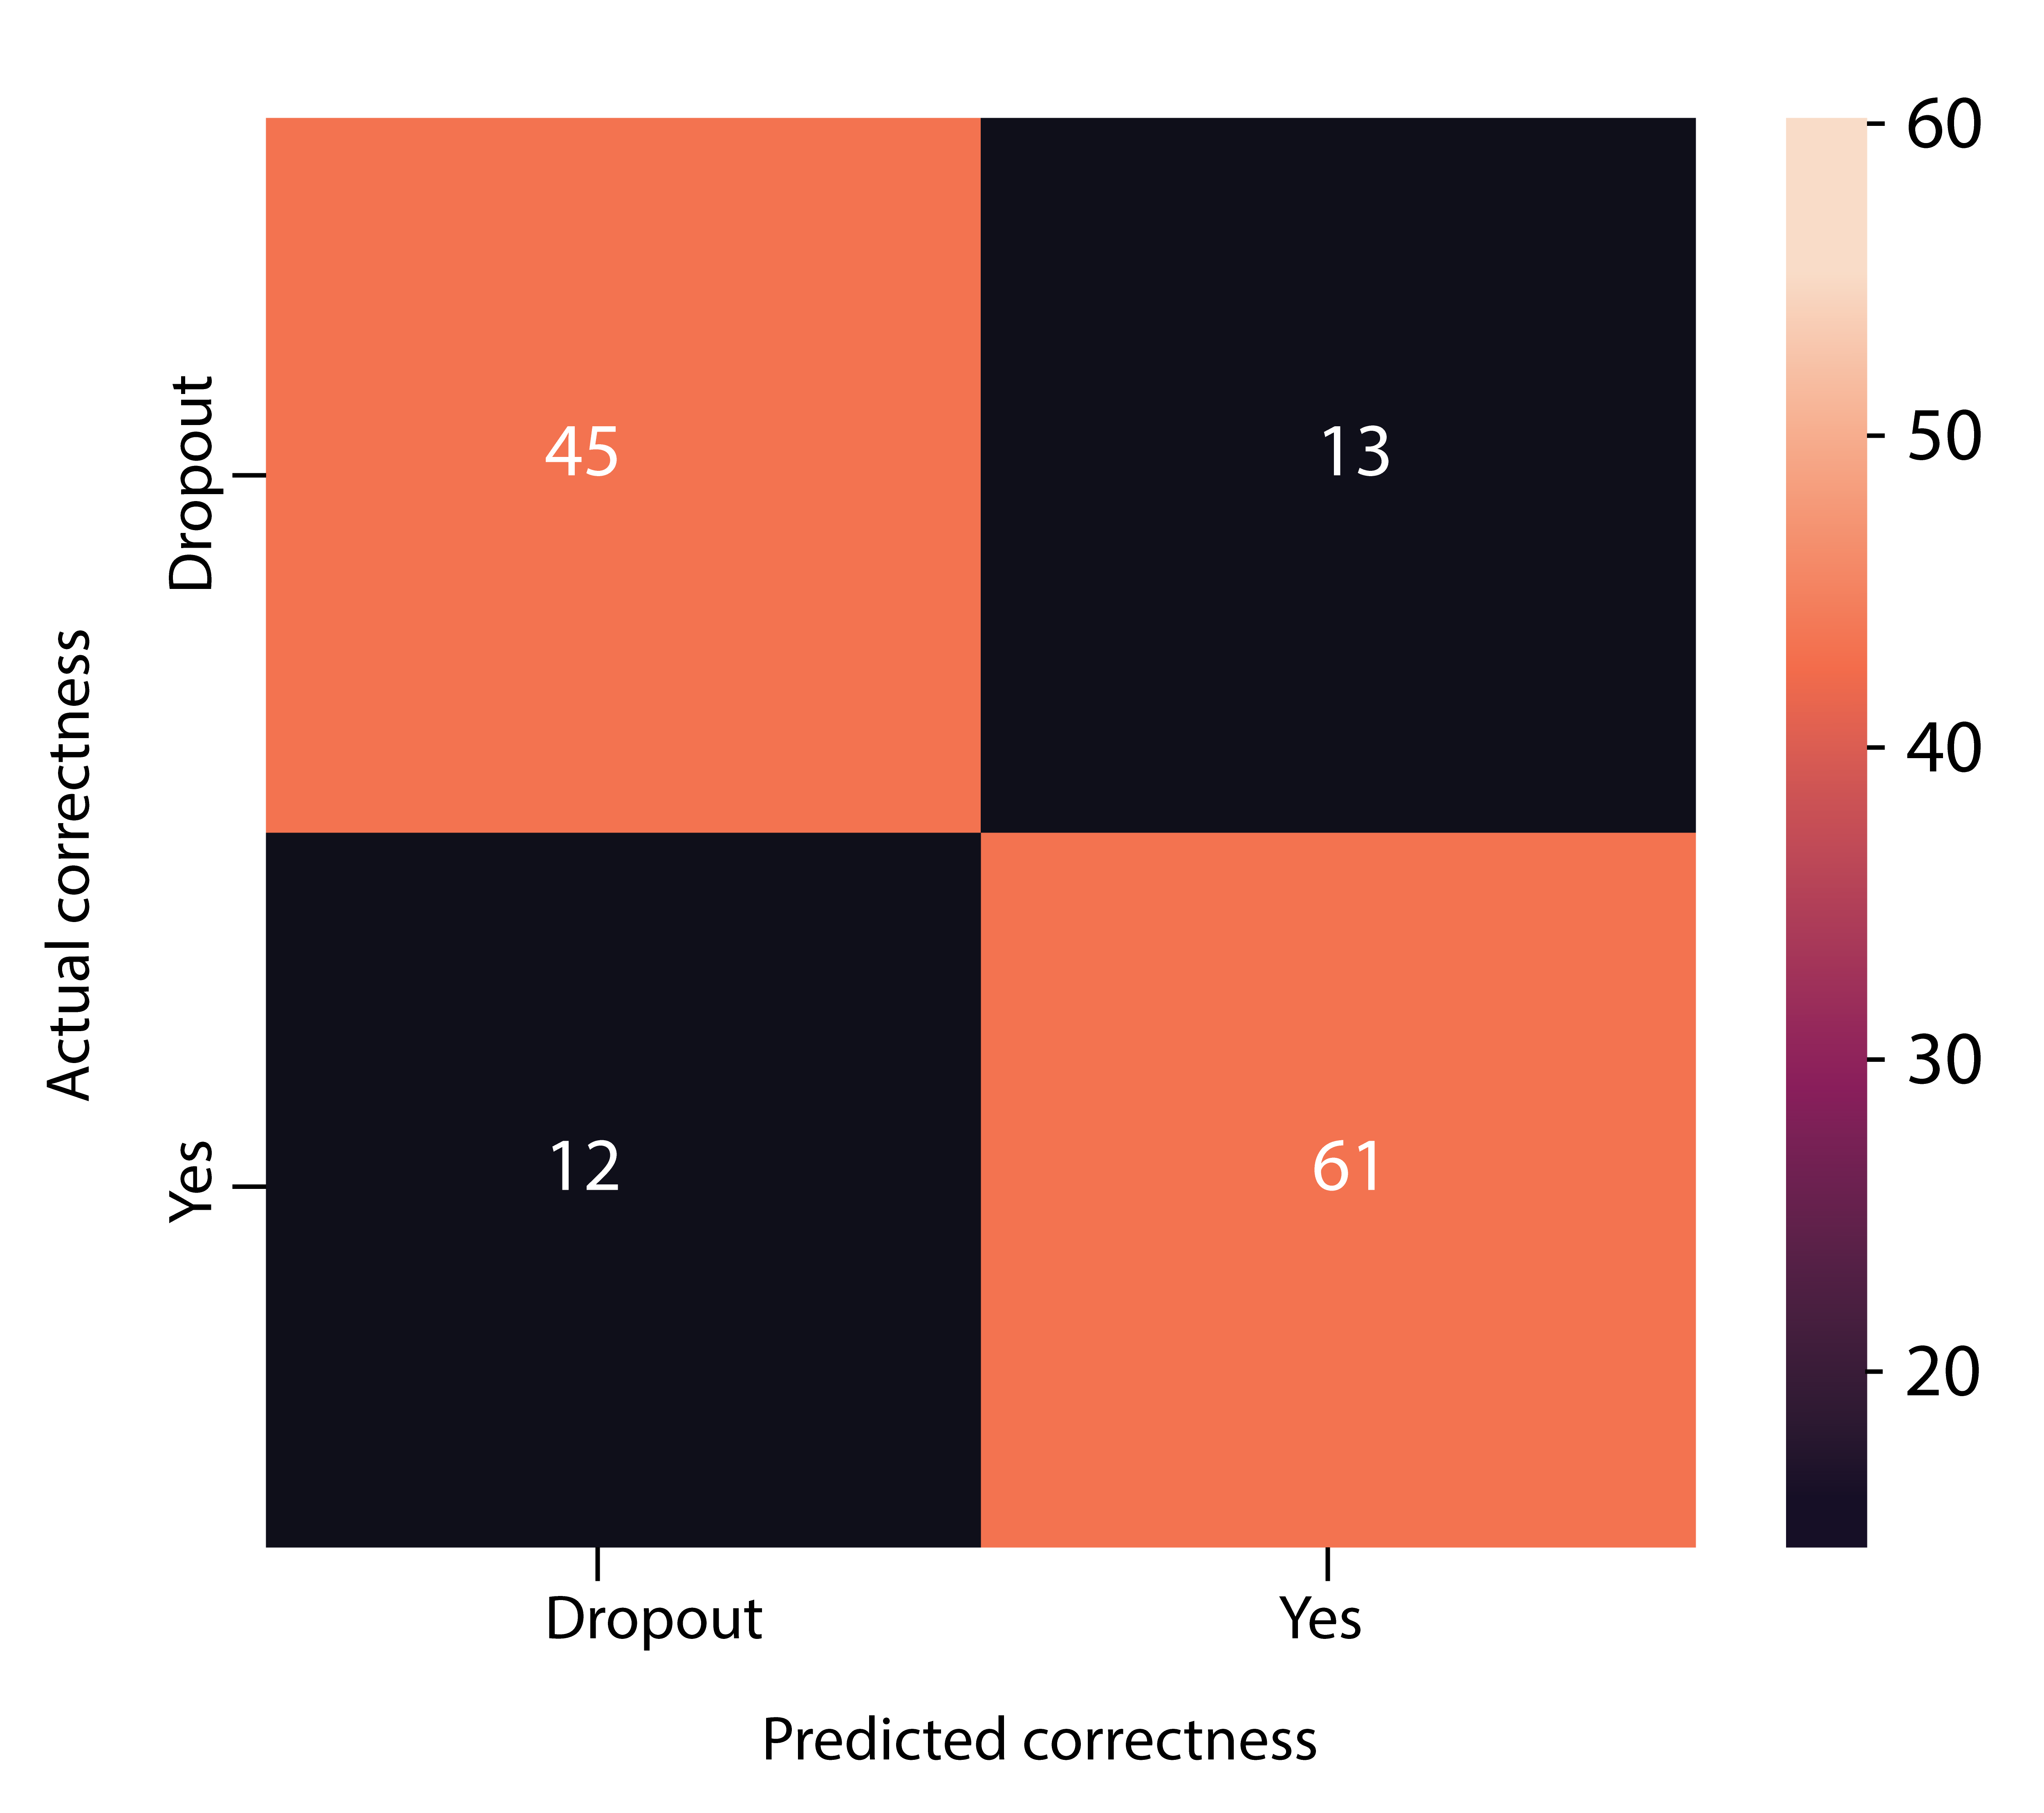 Actual correctness
Dropout
Yes
45
13
12
61
Dropout
Yes
Predicted correctness
60
50
40
30
20